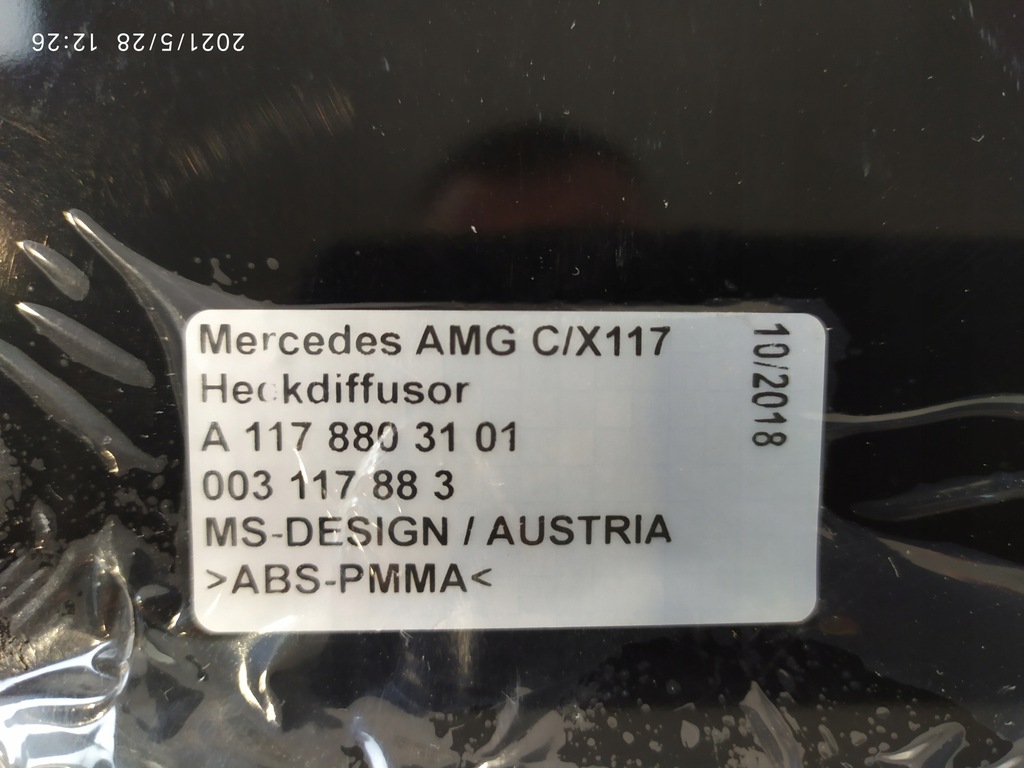 2021/5/28 12:26
Mercedes AMG C/X117
Heckdiffusor
A 117 880 31 01
003 117 88 3
MS-DESIGN / AUSTRIA
>ABS-PMMA<
10/2018